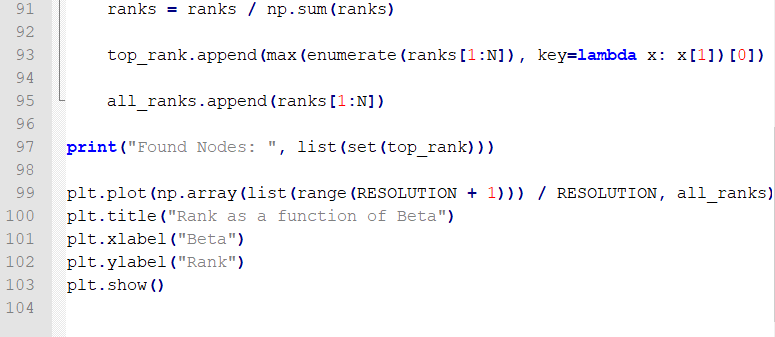 91 ranks = ranks / np.sum(ranks)
92
93 top_rank.append(max(enumerate(ranks[1:N]), key=lambda x: x[1])[0])
94
95 all_ranks.append(ranks[1:N])
96
97 print("Found Nodes: ", list(set(top_rank)))
98
99 plt.plot(np.array(list(range(RESOLUTION + 1))) / RESOLUTION, all_ranks)
100 plt.title("Rank as a function of Beta")
101 plt.xlabel("Beta")
102 plt.ylabel("Rank")
103 plt.show()
104